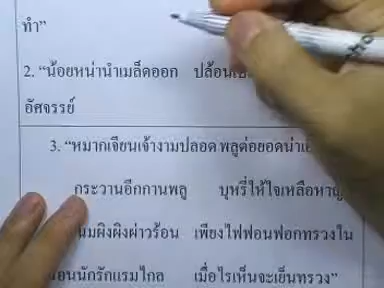 ทำ”
2. “น้อยหน่านำเมล็ดออก ปล้อน
อัศจรรย์
3. “หมากเจียนเจ้างามปลอด พลูต่อยอดน่า
กระวานอีกกานพลู บุหรี่ให้ใจเหลือหาญ
ผิงผิงผ่าวร้อน เพียงไฟฟอนฟอกทรวงใน
นักรักแรมไกล เมื่อไรเห็นจะเย็นทรวง”